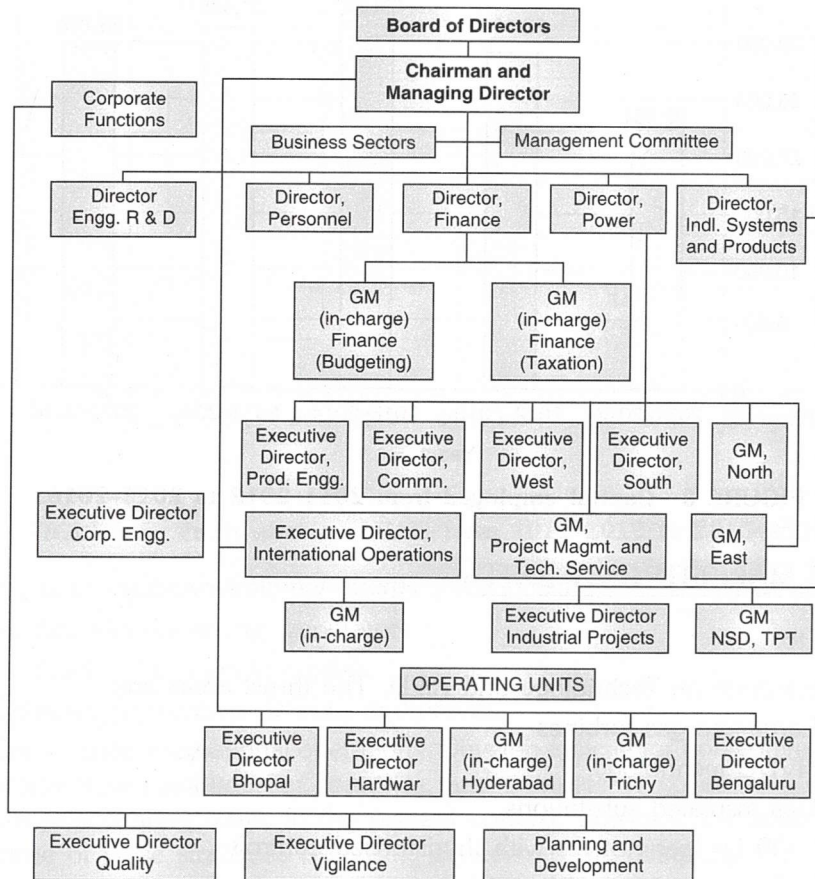 Board of Directors
Chairman and
Managing Director
Corporate
Functions
Business Sectors
Management Committee
Director
Engg. R & D
Director,
Personnel
Director,
Finance
Director,
Power
Director,
Indl. Systems
and Products
GM
(in-charge)
Finance
(Budgeting)
GM
(in-charge)
Finance
(Taxation)
Executive
Director,
Prod. Engg.
Executive
Director,
Commn.
Executive
Director,
West
Executive
Director,
South
GM,
North
Executive Director
Corp. Engg.
Executive Director,
International Operations
GM,
Project Magmt. and
Tech. Service
GM,
East
GM
(in-charge)
Executive Director
Industrial Projects
GM
NSD, TPT
OPERATING UNITS
Executive
Director
Bhopal
Executive
Director
Hardwar
GM
(in-charge)
Hyderabad
GM
(in-charge)
Trichy
Executive
Director
Bengaluru
Executive Director
Quality
Executive Director
Vigilance
Planning and
Development